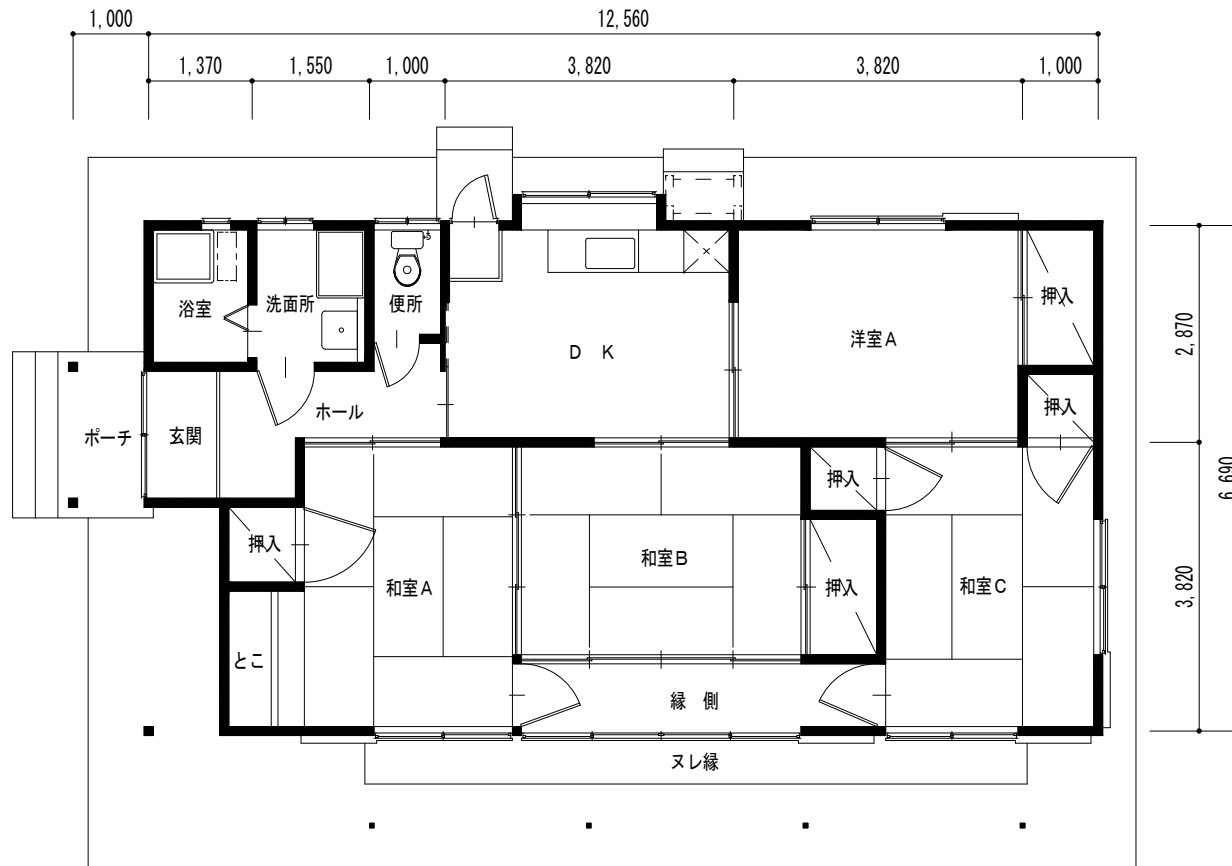 1,000
12,560
1,370
1,550
1,000
3,820
3,820
1,000
浴室
洗面所
便所
押入
DK
洋室A
2,870
ポーチ
玄関
ホール
押入
押入
6,690
押入
和室A
和室B
押入
和室C
3,820
とこ
縁側
ヌレ縁